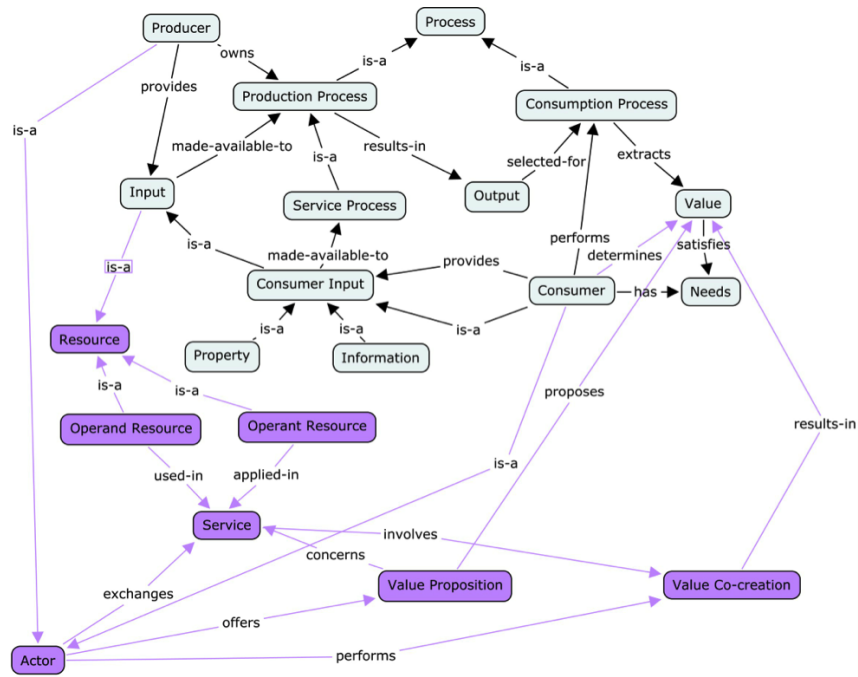 Process
Producer
owns
is-a
is-a
provides
Production Process
Consumption Process
is-a
made-available-to
results-in
extracts
is-a
selected-for
Input
Output
Service Process
Value
performs
is-a
satisfies
made-available-to
determines
provides
is-a
Consumer Input
Consumer
has
Needs
is-a
is-a
is-a
Resource
Property
Information
is-a
is-a
proposes
Operand Resource
Operant Resource
results-in
is-a
used-in
applied-in
Service
involves
concerns
Value Proposition
Value Co-creation
exchanges
offers
performs
Actor